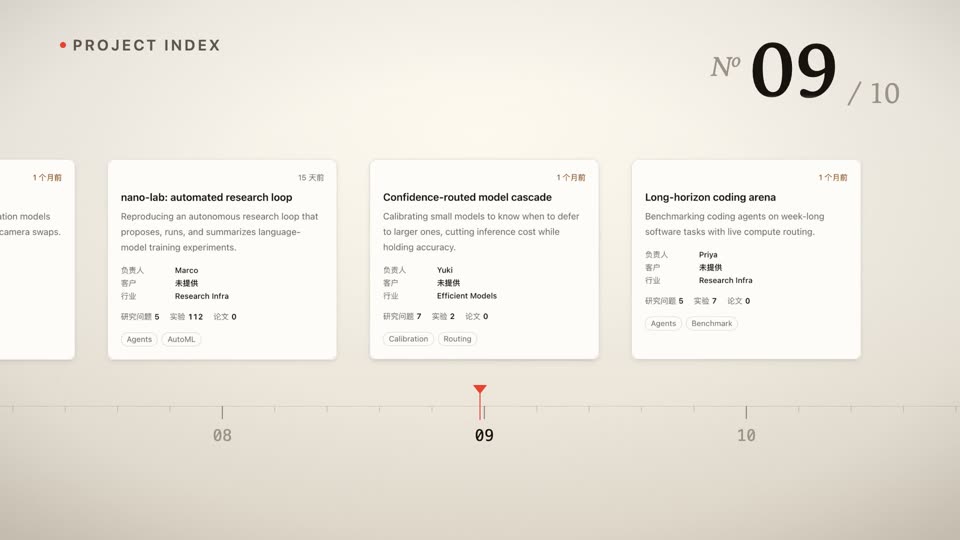 PROJECT INDEX
Nº 09 / 10
1 个月前
ation models
camera swaps.
15 天前
nano-lab: automated research loop
Reproducing an autonomous research loop that
proposes, runs, and summarizes language-
model training experiments.
负责人 Marco
客户 未提供
行业 Research Infra
研究问题 5 实验 112 论文 0
Agents AutoML
1 个月前
Confidence-routed model cascade
Calibrating small models to know when to defer
to larger ones, cutting inference cost while
holding accuracy.
负责人 Yuki
客户 未提供
行业 Efficient Models
研究问题 7 实验 2 论文 0
Calibration Routing
1 个月前
Long-horizon coding arena
Benchmarking coding agents on week-long
software tasks with live compute routing.
负责人 Priya
客户 未提供
行业 Research Infra
研究问题 5 实验 7 论文 0
Agents Benchmark
08
09
10